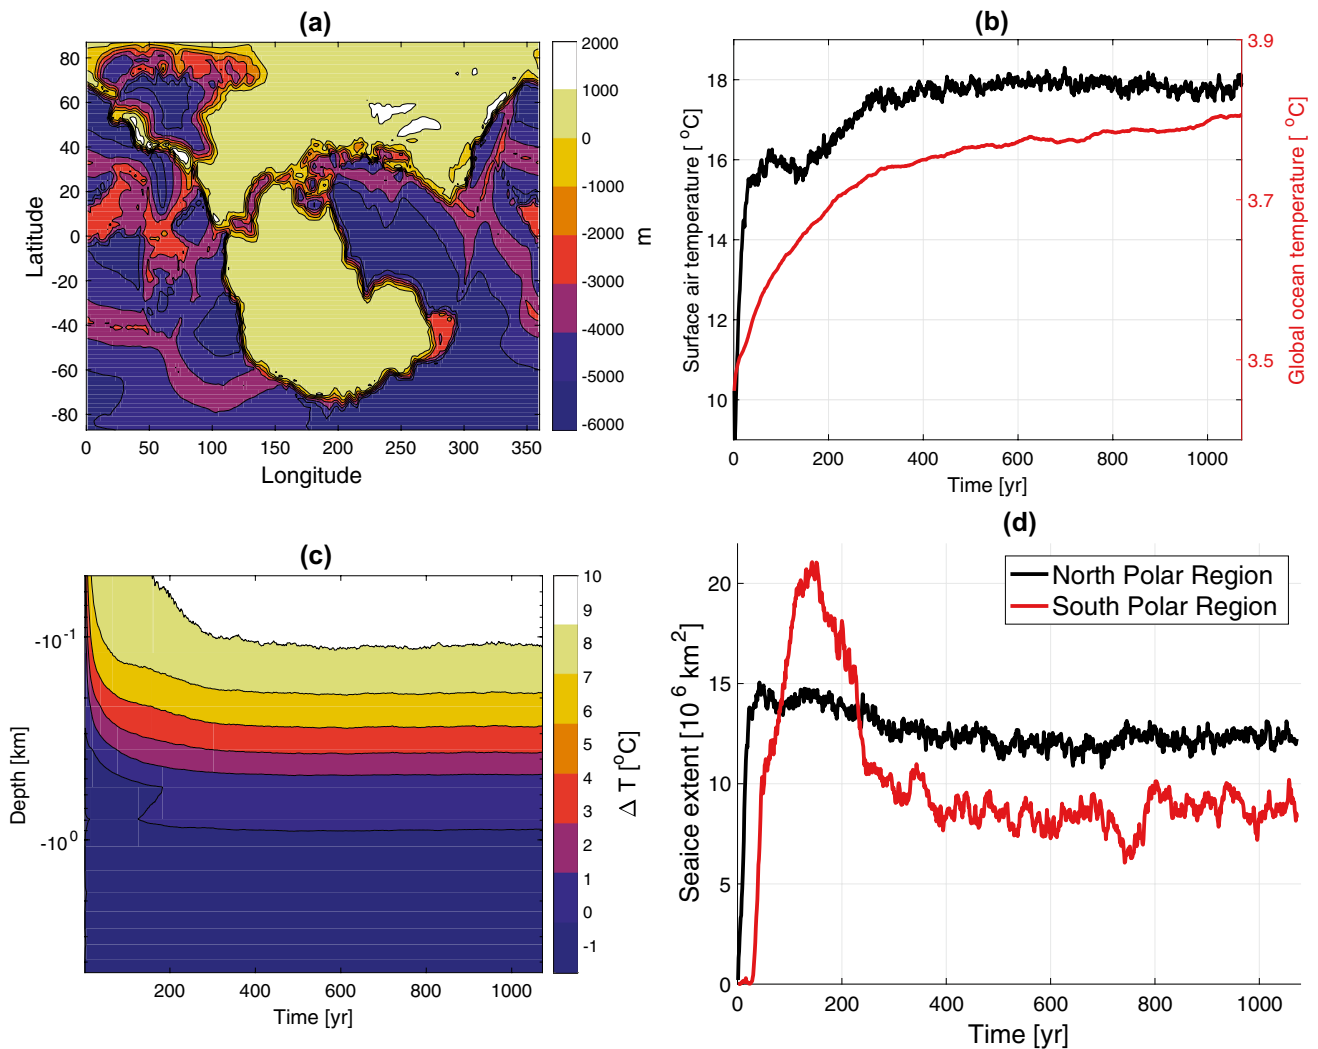 (a)
80
60
40
20
0
-20
-40
-60
-80
Latitude
0 50 100 150 200 250 300 350
Longitude
2000
1000
0
-1000
-2000
-3000
-4000
-5000
-6000
m
(b)
18
16
14
12
10
Surface air temperature [ °C]
3.9
3.7
3.5
Global ocean temperature [ °C]
0 200 400 600 800 1000
Time [yr]
(c)
-10^-1
-10^0
Depth [km]
200 400 600 800 1000
Time [yr]
10
9
8
7
6
5
4
3
2
1
0
-1
Δ T [°C]
(d)
North Polar Region
South Polar Region
20
15
10
5
0
Seaice extent [10^6 km^2]
0 200 400 600 800 1000
Time [yr]